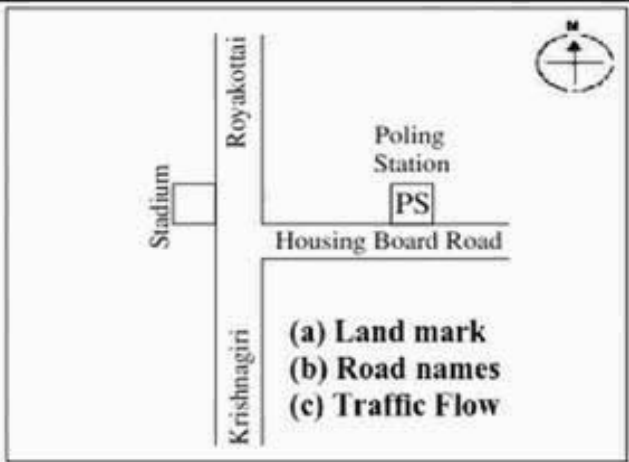 N
Royakottai
Poling
Station
Stadium
PS
Housing Board Road
Krishnagiri
(a) Land mark
(b) Road names
(c) Traffic Flow